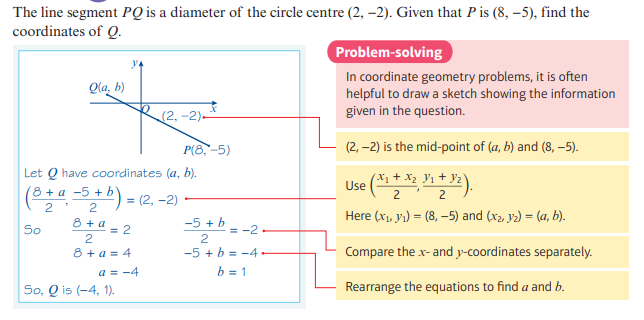 The line segment PQ is a diameter of the circle centre (2, −2). Given that P is (8, −5), find the
coordinates of Q.
y
Q(a, b)
O
x
(2, −2)
P(8, −5)
Let Q have coordinates (a, b).
((8 + a)/2, (−5 + b)/2) = (2, −2)
So (8 + a)/2 = 2 (−5 + b)/2 = −2
8 + a = 4 −5 + b = −4
a = −4 b = 1
So, Q is (−4, 1).
Problem-solving
In coordinate geometry problems, it is often
helpful to draw a sketch showing the information
given in the question.
(2, −2) is the mid-point of (a, b) and (8, −5).
Use ((x₁ + x₂)/2, (y₁ + y₂)/2).
Here (x₁, y₁) = (8, −5) and (x₂, y₂) = (a, b).
Compare the x- and y-coordinates separately.
Rearrange the equations to find a and b.